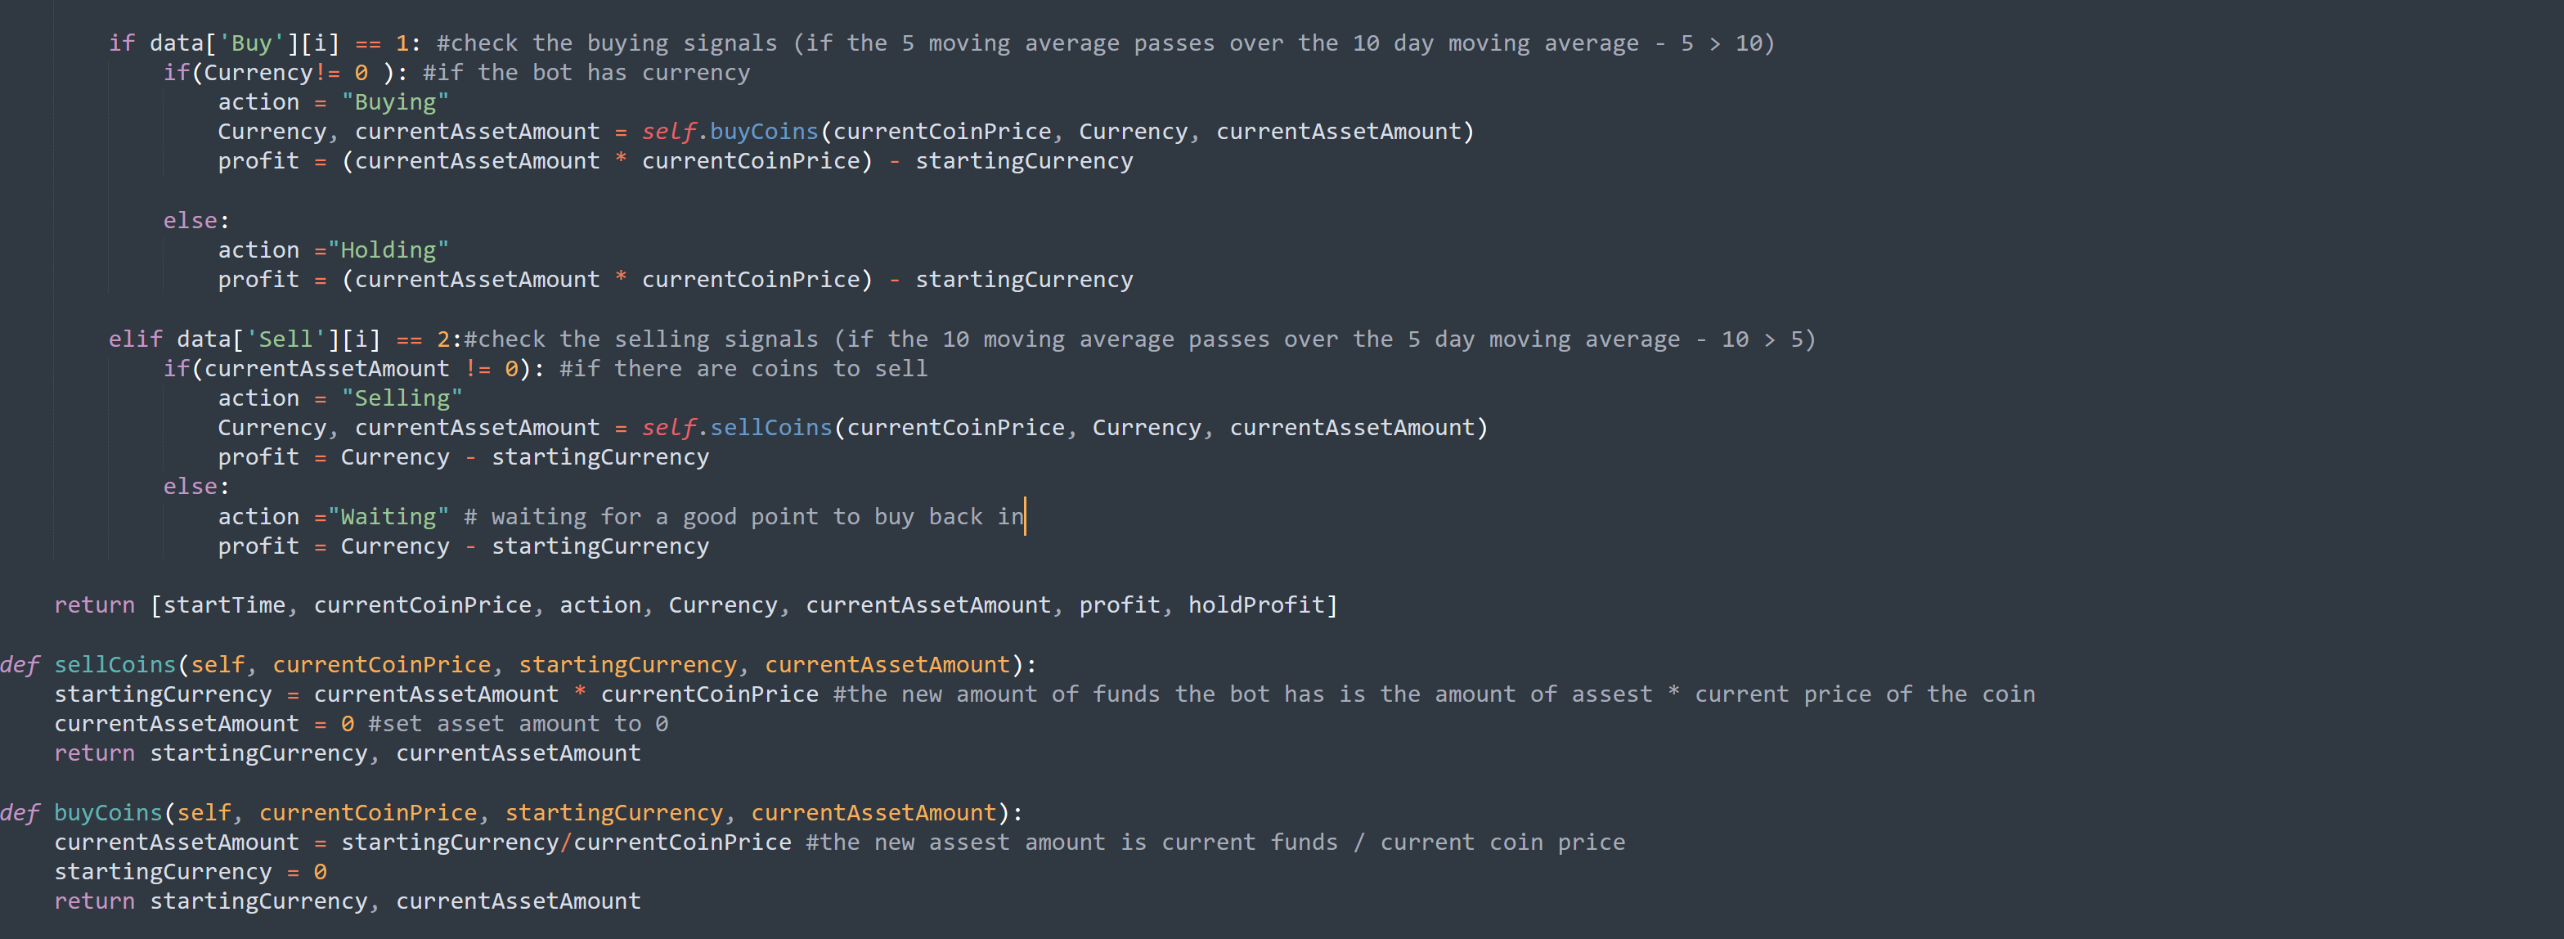 if data['Buy'][i] == 1: #check the buying signals (if the 5 moving average passes over the 10 day moving average - 5 > 10)
if(Currency!= 0 ): #if the bot has currency
action = "Buying"
Currency, currentAssetAmount = self.buyCoins(currentCoinPrice, Currency, currentAssetAmount)
profit = (currentAssetAmount * currentCoinPrice) - startingCurrency
else:
action ="Holding"
profit = (currentAssetAmount * currentCoinPrice) - startingCurrency
elif data['Sell'][i] == 2:#check the selling signals (if the 10 moving average passes over the 5 day moving average - 10 > 5)
if(currentAssetAmount != 0): #if there are coins to sell
action = "Selling"
Currency, currentAssetAmount = self.sellCoins(currentCoinPrice, Currency, currentAssetAmount)
profit = Currency - startingCurrency
else:
action ="Waiting" # waiting for a good point to buy back in
profit = Currency - startingCurrency
return [startTime, currentCoinPrice, action, Currency, currentAssetAmount, profit, holdProfit]
def sellCoins(self, currentCoinPrice, startingCurrency, currentAssetAmount):
startingCurrency = currentAssetAmount * currentCoinPrice #the new amount of funds the bot has is the amount of assest * current price of the coin
currentAssetAmount = 0 #set asset amount to 0
return startingCurrency, currentAssetAmount
def buyCoins(self, currentCoinPrice, startingCurrency, currentAssetAmount):
currentAssetAmount = startingCurrency/currentCoinPrice #the new assest amount is current funds / current coin price
startingCurrency = 0
return startingCurrency, currentAssetAmount